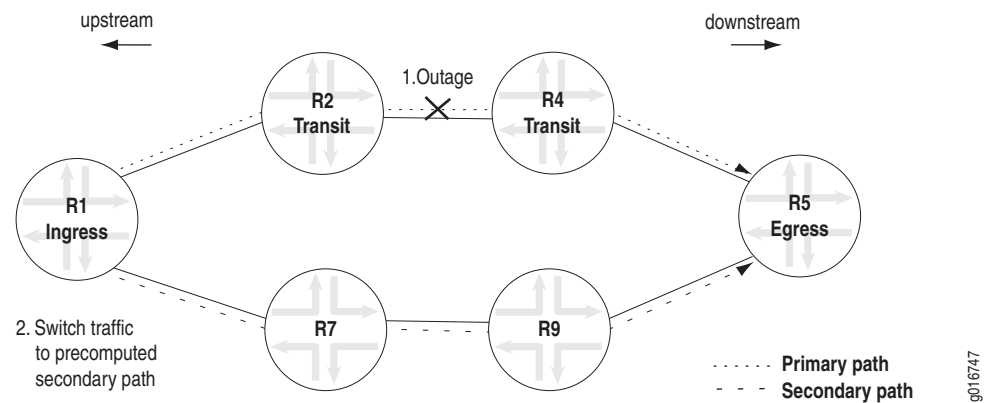 upstream
downstream
1.Outage
R2
Transit
R4
Transit
R1
Ingress
R5
Egress
R7
R9
2. Switch traffic
to precomputed
secondary path
Primary path
Secondary path
g016747